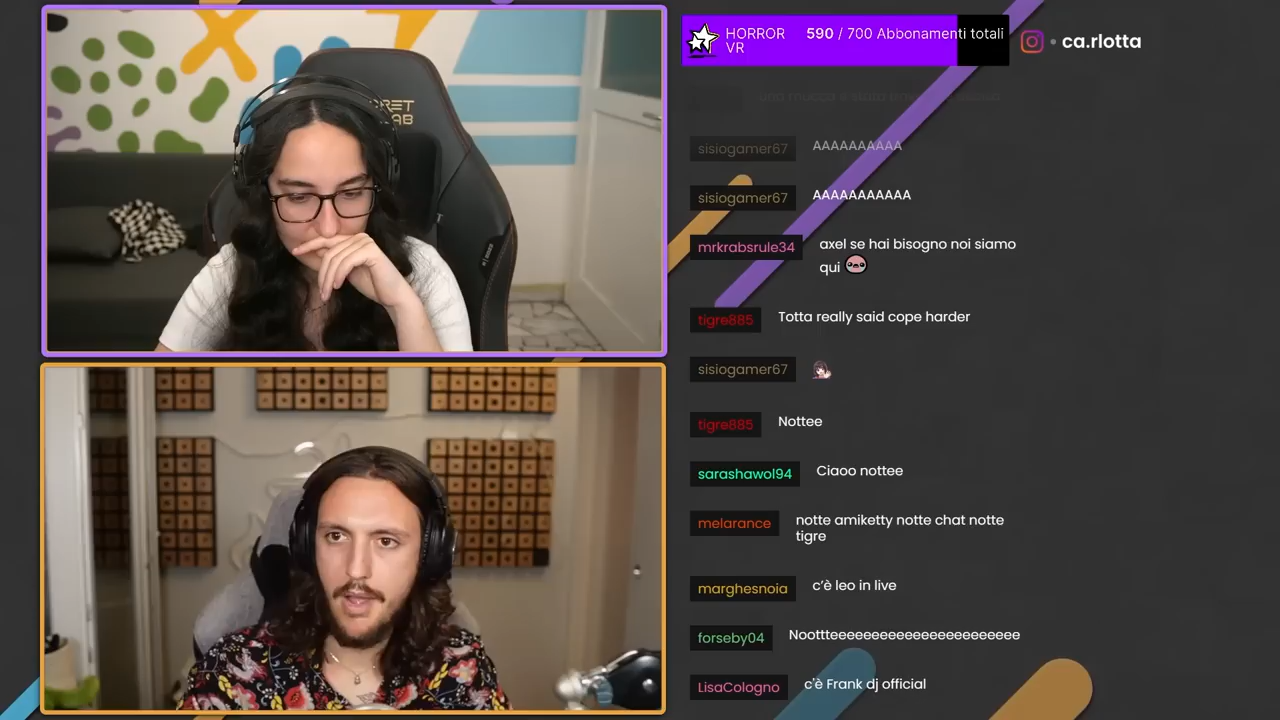 HORROR
VR
590 / 700 Abbonamenti totali
ca.rlotta
sisiogamer67 AAAAAAAAAA
sisiogamer67 AAAAAAAAAAA
mrkrabsrule34 axel se hai bisogno noi siamo
qui
tigre885 Totta really said cope harder
sisiogamer67
tigre885 Nottee
sarashawol94 Ciaoo nottee
melarance notte amiketty notte chat notte
tigre
marghesnoia c'è leo in live
forseby04 Noottteeeeeeeeeeeeeeeeeeeeeee
LisaCologno c'è Frank dj official